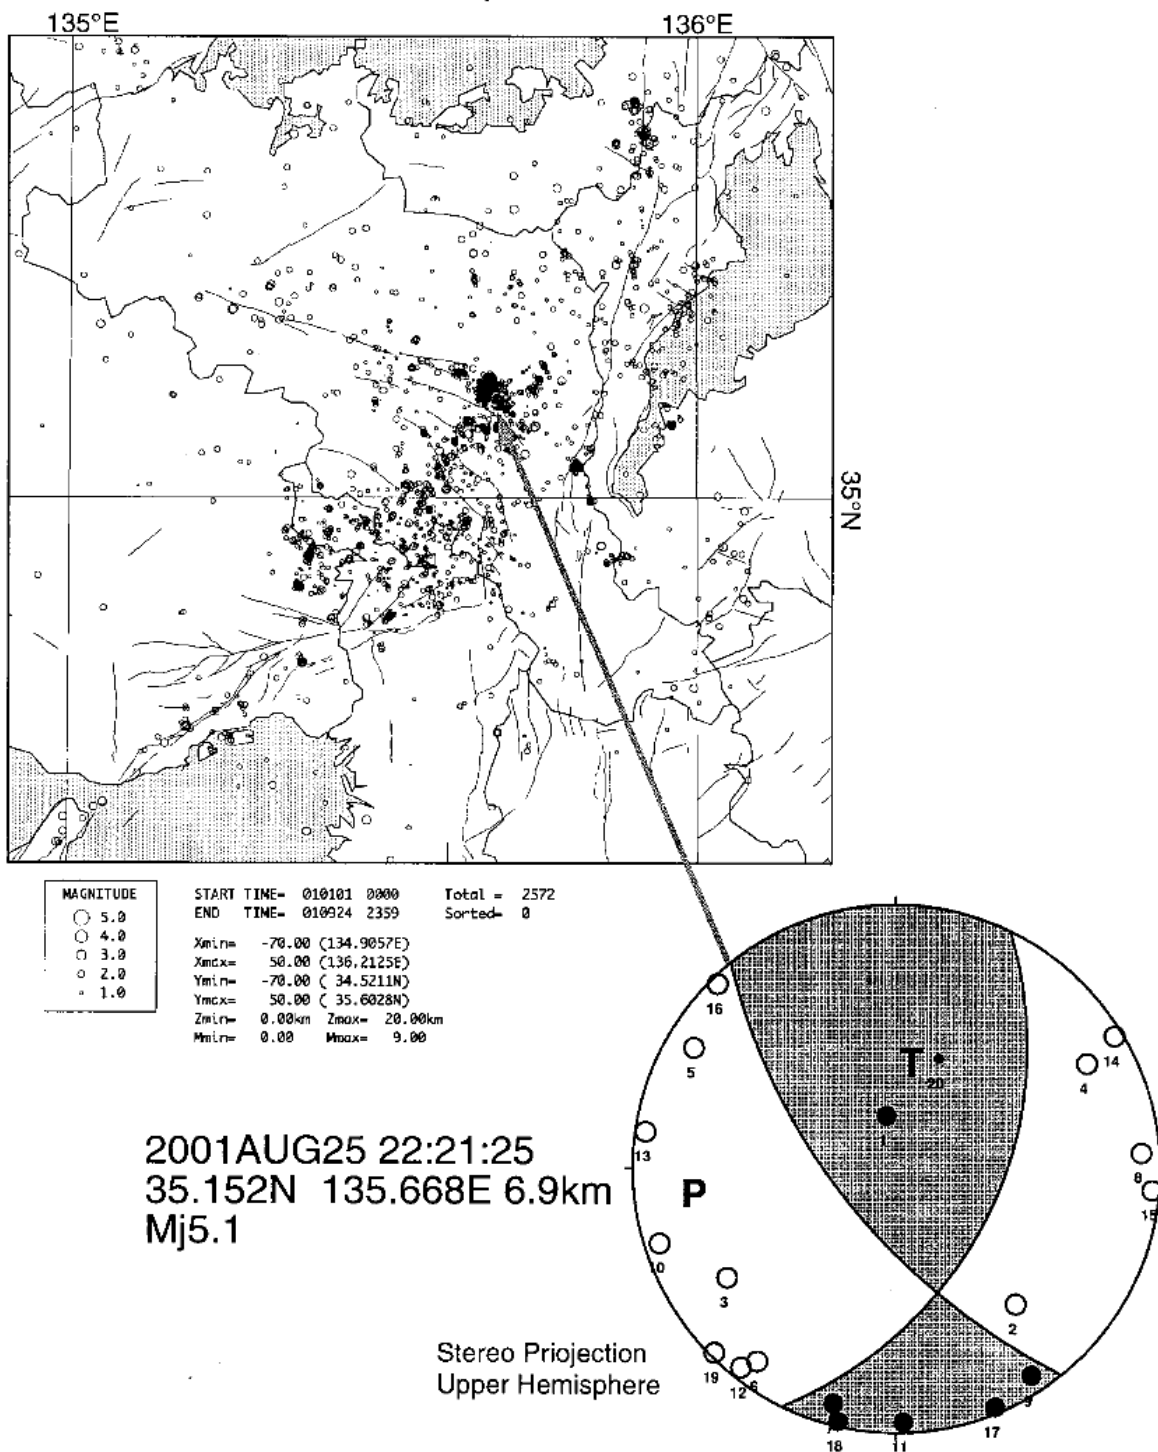 135°E 136°E
35°N
MAGNITUDE
5.0
4.0
3.0
2.0
1.0
START TIME= 010101 0000 Total = 2572
END TIME= 010924 2359 Sorted= 0
Xmin= -70.00 (134.9057E)
Xmax= 50.00 (136.2125E)
Ymin= -70.00 ( 34.5211N)
Ymax= 50.00 ( 35.6028N)
Zmin= 0.00km Zmax= 20.00km
Mmin= 0.00 Mmax= 9.00
2001AUG25 22:21:25
35.152N 135.668E 6.9km
Mj5.1
Stereo Priojection
Upper Hemisphere
16
5
14
4
T
20
1
13
8
P
15
10
3
2
19
12
6
9
17
18
11